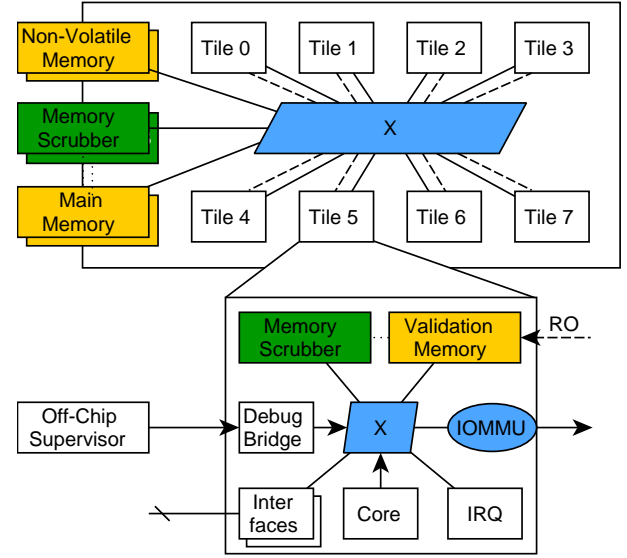 Non-Volatile
Memory
Tile 0
Tile 1
Tile 2
Tile 3
Memory
Scrubber
X
Main
Memory
Tile 4
Tile 5
Tile 6
Tile 7
Memory
Scrubber
Validation
Memory
RO
Off-Chip
Supervisor
Debug
Bridge
X
IOMMU
Inter
faces
Core
IRQ